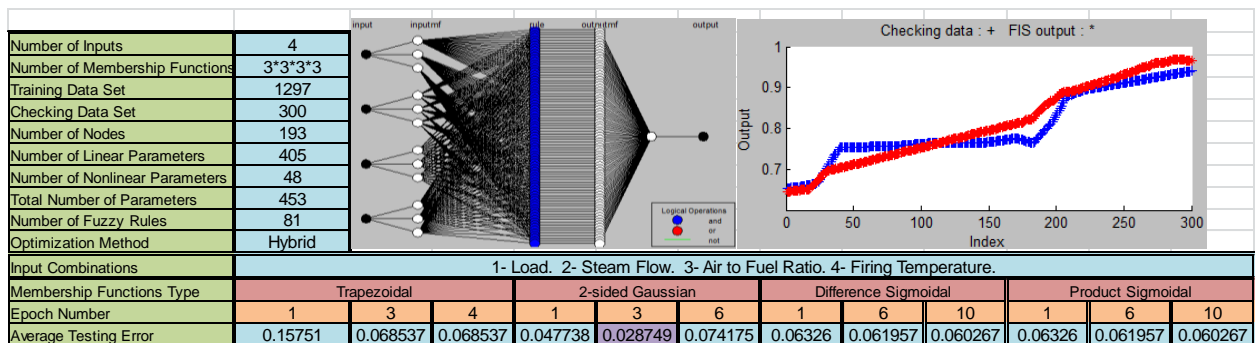 Number of Inputs 4
Number of Membership Functions 3*3*3*3
Training Data Set 1297
Checking Data Set 300
Number of Nodes 193
Number of Linear Parameters 405
Number of Nonlinear Parameters 48
Total Number of Parameters 453
Number of Fuzzy Rules 81
Optimization Method Hybrid
input inputmf rule outputmf output
Logical Operations
and
or
not
Checking data : + FIS output : *
Output
1
0.9
0.8
0.7
0 50 100 150 200 250 300
Index
Input Combinations 1- Load. 2- Steam Flow. 3- Air to Fuel Ratio. 4- Firing Temperature.
Membership Functions Type Trapezoidal 2-sided Gaussian Difference Sigmoidal Product Sigmoidal
Epoch Number 1 3 4 1 3 6 1 6 10 1 6 10
Average Testing Error 0.15751 0.068537 0.068537 0.047738 0.028749 0.074175 0.06326 0.061957 0.060267 0.06326 0.061957 0.060267